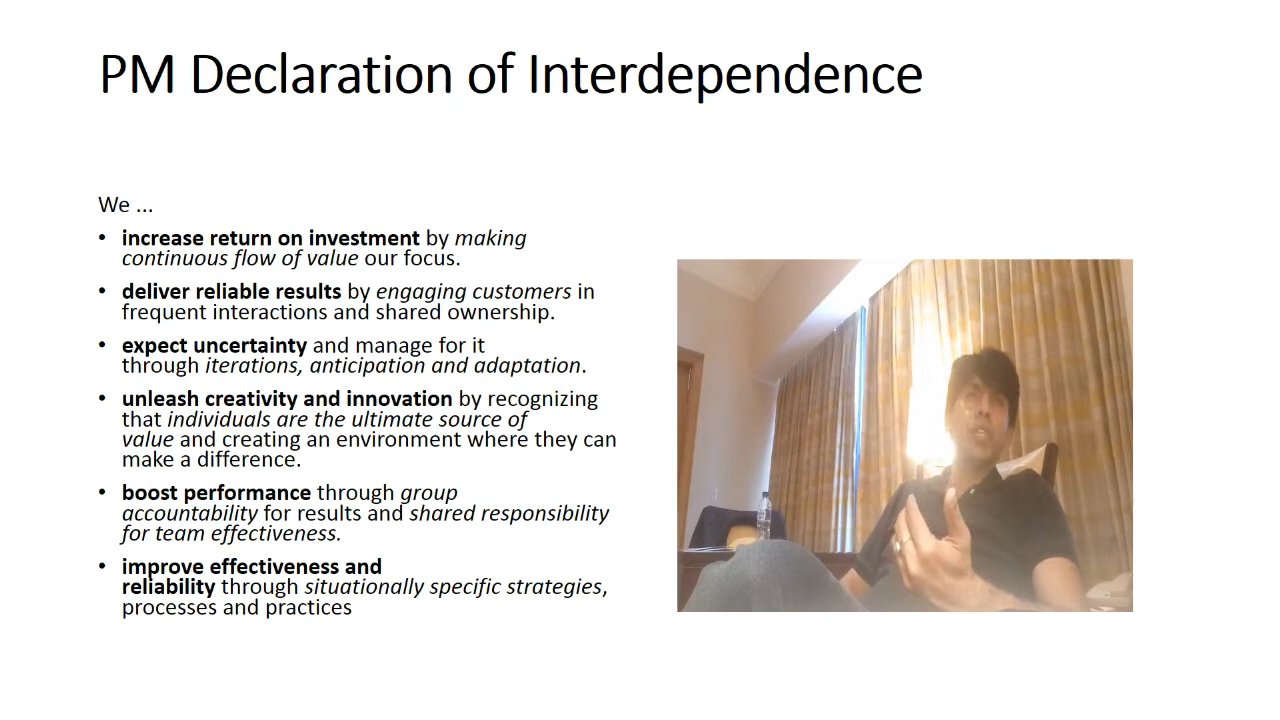 PM Declaration of Interdependence
We ...
• increase return on investment by making
continuous flow of value our focus.
• deliver reliable results by engaging customers in
frequent interactions and shared ownership.
• expect uncertainty and manage for it
through iterations, anticipation and adaptation.
• unleash creativity and innovation by recognizing
that individuals are the ultimate source of
value and creating an environment where they can
make a difference.
• boost performance through group
accountability for results and shared responsibility
for team effectiveness.
• improve effectiveness and
reliability through situationally specific strategies,
processes and practices